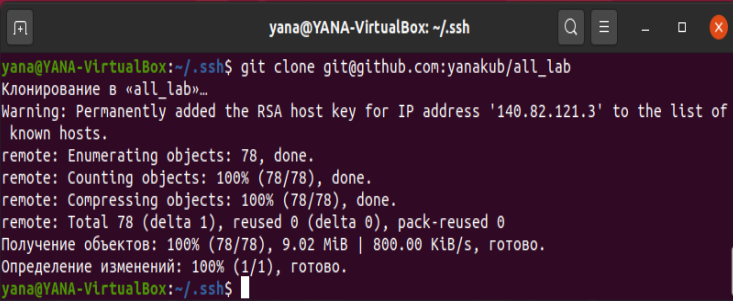 yana@YANA-VirtualBox: ~/.ssh
yana@YANA-VirtualBox:~/.ssh$ git clone git@github.com:yanakub/all_lab
Клонирование в «all_lab»…
Warning: Permanently added the RSA host key for IP address '140.82.121.3' to the list of
known hosts.
remote: Enumerating objects: 78, done.
remote: Counting objects: 100% (78/78), done.
remote: Compressing objects: 100% (78/78), done.
remote: Total 78 (delta 1), reused 0 (delta 0), pack-reused 0
Получение объектов: 100% (78/78), 9.02 MiB | 800.00 KiB/s, готово.
Определение изменений: 100% (1/1), готово.
yana@YANA-VirtualBox:~/.ssh$